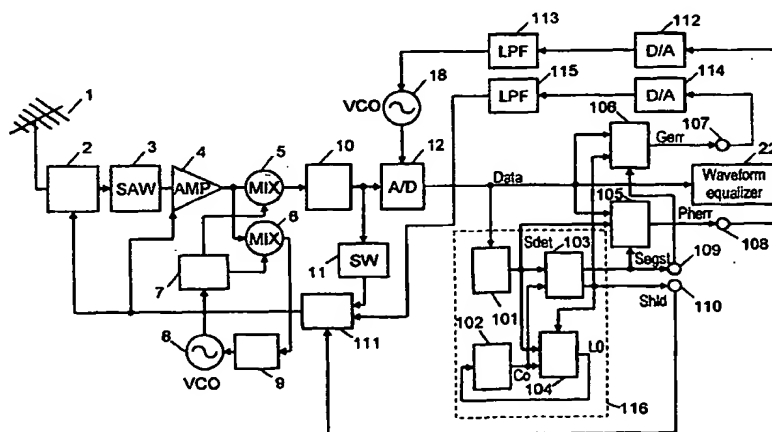 113
LPF
112
D/A
18
VCO
115
LPF
114
D/A
106
Gerr
107
1
2
3
SAW
4
AMP
5
MIX
10
12
A/D
Data
22
Waveform equalizer
105
Pherr
108
6
MIX
7
11
SW
Sdet
103
Segst
109
101
Shld
110
8
VCO
9
111
102
Co
L0
104
116